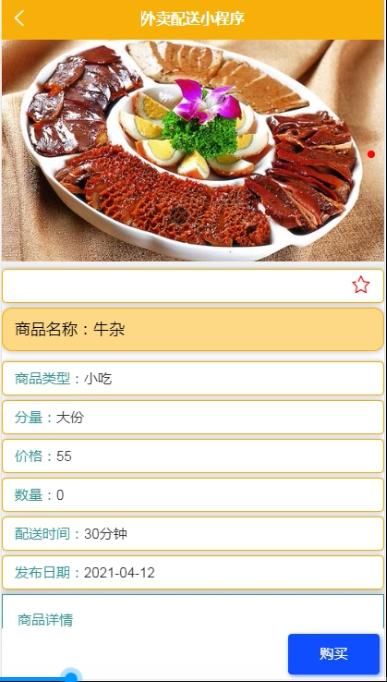 外卖配送小程序
商品名称：牛杂
商品类型：小吃
分量：大份
价格：55
数量：0
配送时间：30分钟
发布日期：2021-04-12
商品详情
购买